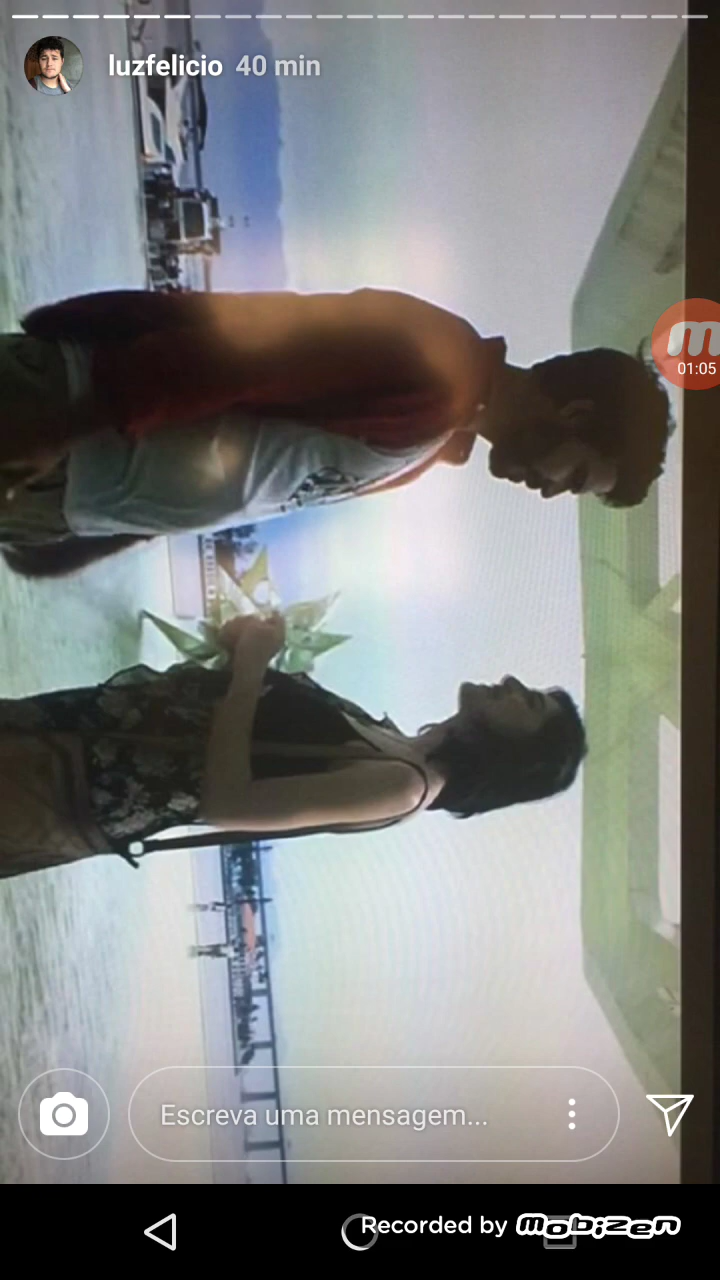 luzfelicio 40 min
m
01:05
Escreva uma mensagem...
Recorded by mobizen